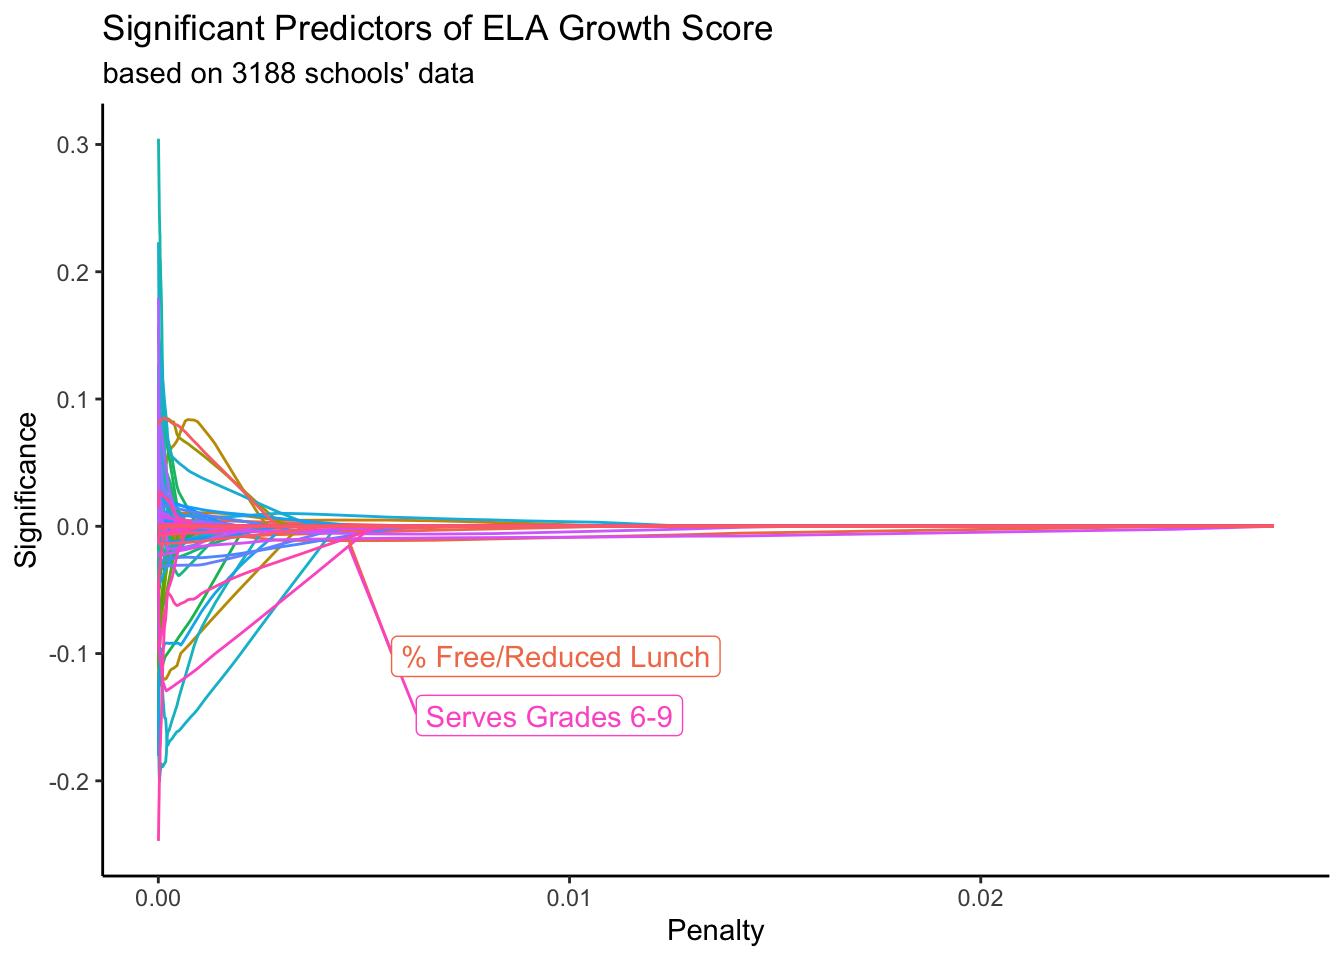 Significant Predictors of ELA Growth Score
based on 3188 schools' data
Significance
0.3
0.2
0.1
0.0
-0.1
-0.2
% Free/Reduced Lunch
Serves Grades 6-9
0.00
0.01
0.02
Penalty